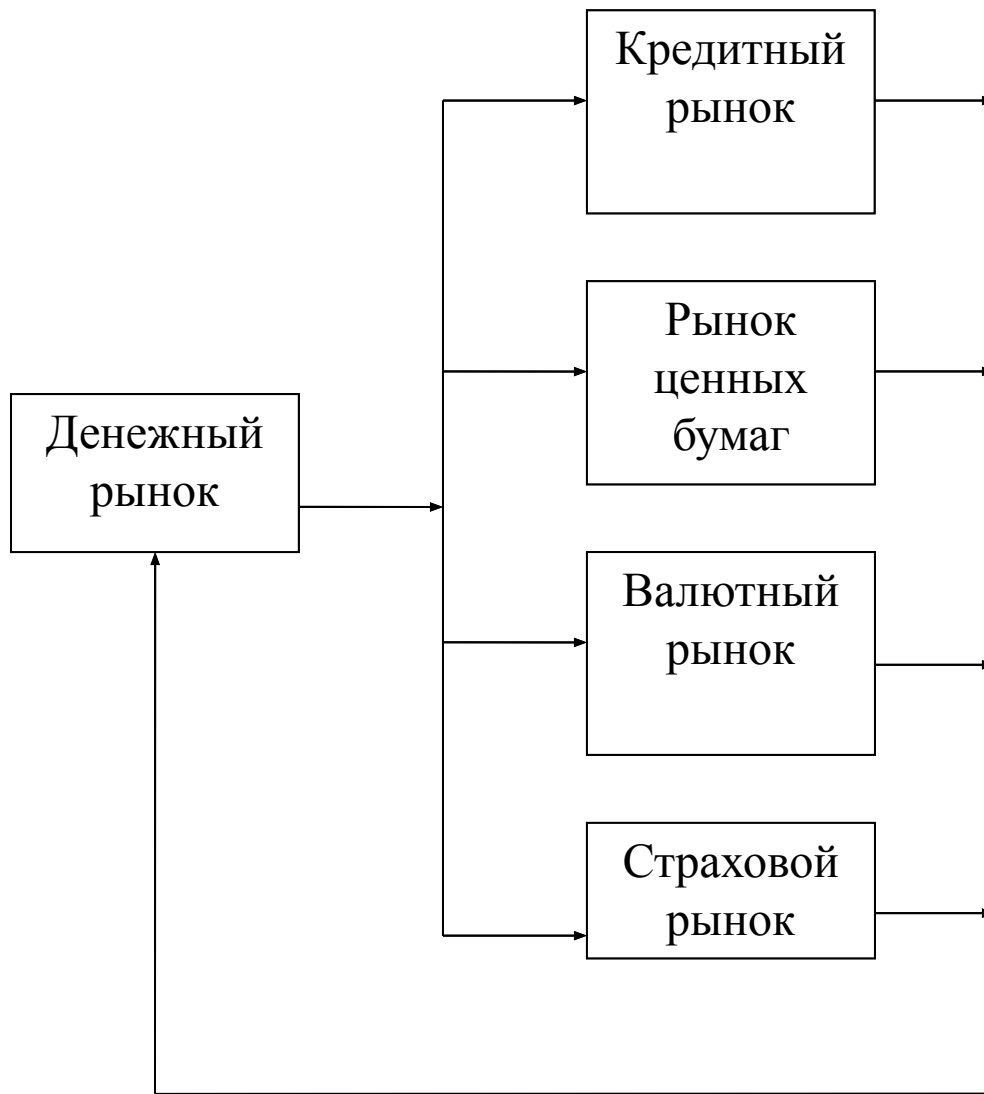 Кредитный
рынок
Рынок
ценных
бумаг
Денежный
рынок
Валютный
рынок
Страховой
рынок